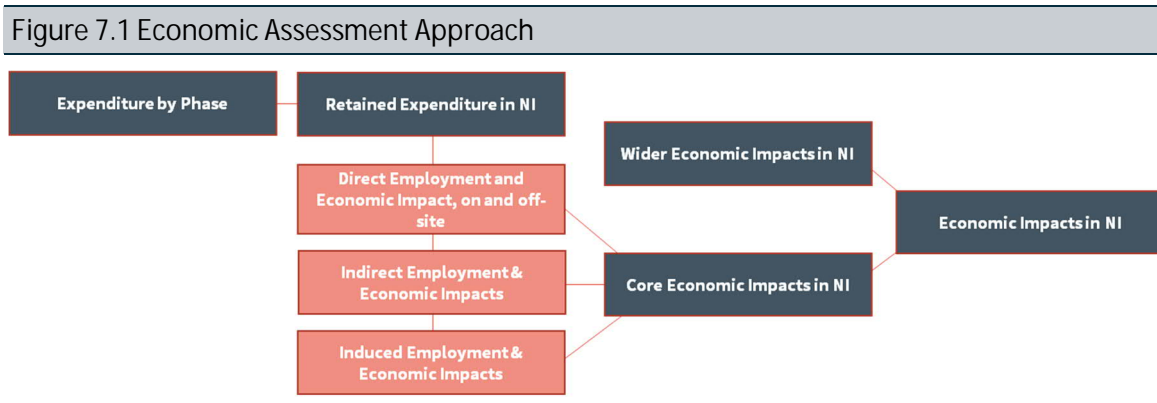 Figure 7.1 Economic Assessment Approach
Expenditure by Phase
Retained Expenditure in NI
Direct Employment and
Economic Impact, on and off-
site
Indirect Employment &
Economic Impacts
Induced Employment &
Economic Impacts
Wider Economic Impacts in NI
Core Economic Impacts in NI
Economic Impacts in NI